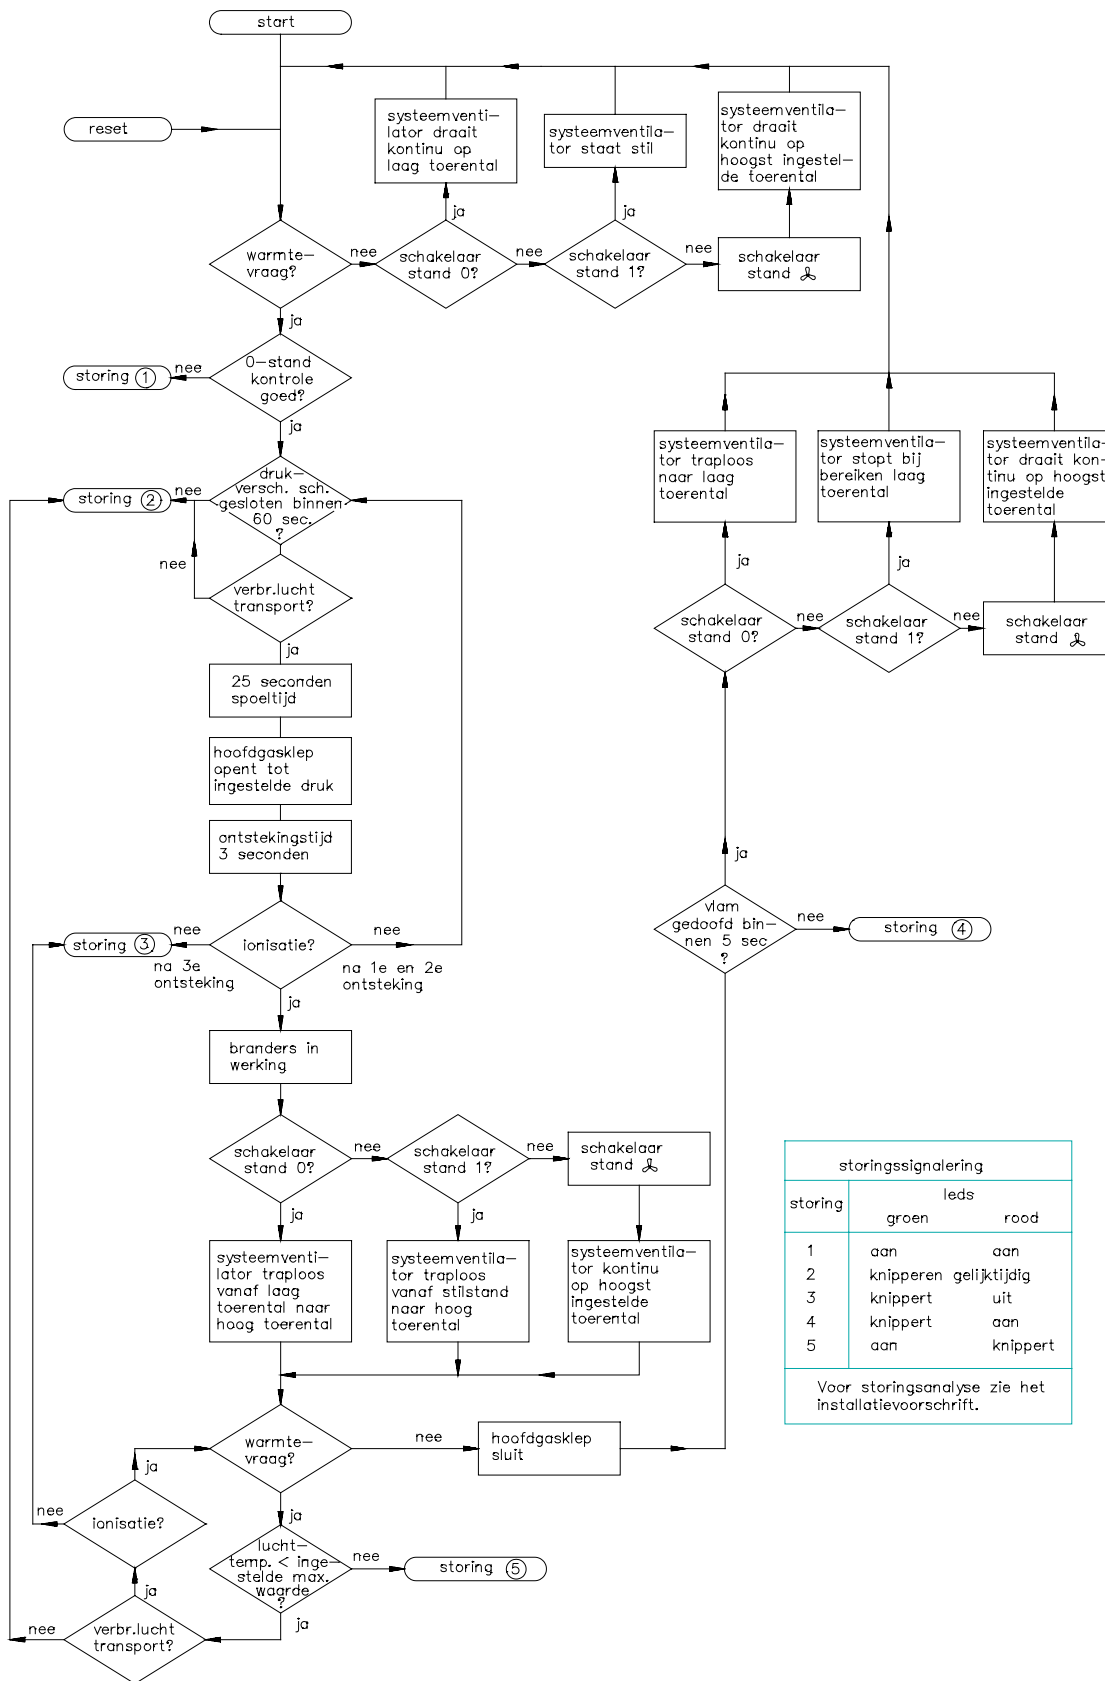 start
reset
systeemventi-
lator draait
kontinu op
laag toerental
systeemventila-
tor staat stil
systeemventila-
tor draait
kontinu op
hoogst ingestel-
de toerental
ja
ja
warmte-
vraag?
nee
schakelaar
stand 0?
nee
schakelaar
stand 1?
nee
schakelaar
stand
ja
0-stand
kontrole
goed?
nee
storing 1
ja
druk-
versch. sch.
gesloten binnen
60 sec.
?
nee
storing 2
nee
verbr.lucht
transport?
ja
25 seconden
spoeltijd
hoofdgasklep
opent tot
ingestelde druk
ontstekingstijd
3 seconden
ionisatie?
nee
storing 3
na 3e
ontsteking
nee
na 1e en 2e
ontsteking
ja
branders in
werking
schakelaar
stand 0?
nee
schakelaar
stand 1?
nee
schakelaar
stand
ja
ja
systeemventi-
lator traploos
vanaf laag
toerental naar
hoog toerental
systeemventila-
tor traploos
vanaf stilstand
naar hoog
toerental
systeemventila-
tor kontinu
op hoogst
ingestelde
toerental
warmte-
vraag?
nee
hoofdgasklep
sluit
ja
lucht-
temp. < inge-
stelde max.
waarde
?
nee
storing 5
ja
verbr.lucht
transport?
nee
ja
ionisatie?
nee
ja
vlam
gedoofd bin-
nen 5 sec
?
nee
storing 4
ja
schakelaar
stand 0?
nee
schakelaar
stand 1?
nee
schakelaar
stand
ja
ja
systeemventila-
tor traploos
naar laag
toerental
systeemventila-
tor stopt bij
bereiken laag
toerental
systeemventila-
tor draait kon-
tinu op hoogst
ingestelde
toerental
storingssignalering
storing leds
groen rood
1 aan aan
2 knipperen gelijktijdig
3 knippert uit
4 knippert aan
5 aan knippert
Voor storingsanalyse zie het
installatievoorschrift.